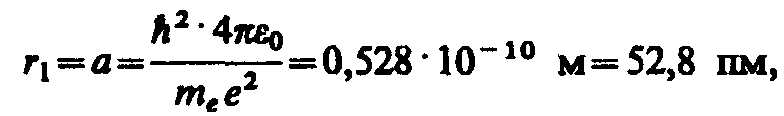 r₁ = a = ħ² · 4πε₀ / mₑe² = 0,528 · 10⁻¹⁰ м = 52,8 пм,